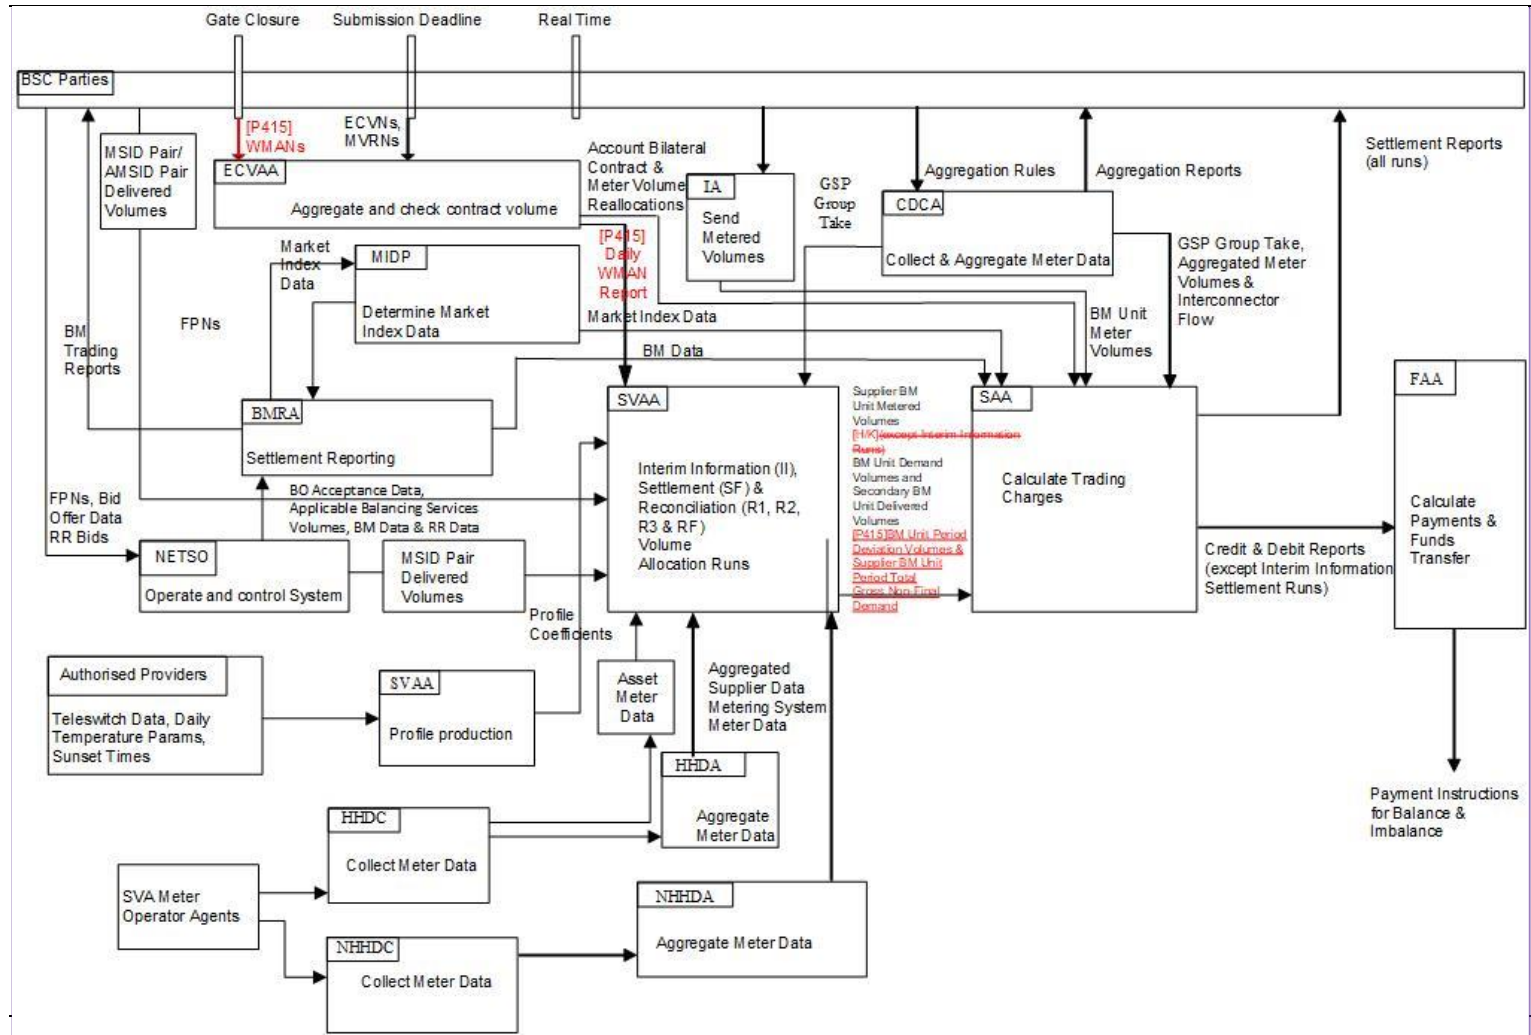 Gate Closure
Submission Deadline
Real Time
BSC Parties
[P415]
WMANs
ECVNs,
MVRNs
MSID Pair/
AMSID Pair
Delivered
Volumes
ECVAA
Aggregate and check contract volume
Account Bilateral
Contract &
Meter Volume
Reallocations
IA
Send
Metered
Volumes
GSP
Group
Take
Aggregation Rules
Aggregation Reports
CDCA
Collect & Aggregate Meter Data
Settlement Reports
(all runs)
Market
Index
Data
MIDP
Determine Market
Index Data
[P415]
Daily
WMAN
Report
Market Index Data
GSP Group Take,
Aggregated Meter
Volumes &
Interconnector
Flow
BM Unit
Meter
Volumes
BM
Trading
Reports
FPNs
BM Data
BMRA
Settlement Reporting
SVAA
Interim Information (II),
Settlement (SF) &
Reconciliation (R1, R2,
R3 & RF)
Volume
Allocation Runs
Supplier BM
Unit Metered
Volumes
[H/K](except Interim Information
Runs)
BM Unit Demand
Volumes and
Secondary BM
Unit Delivered
Volumes
[P415]BM Unit Period
Deviation Volumes &
Supplier BM Unit
Period Total
Gross Non-Final
Demand
SAA
Calculate Trading
Charges
FAA
Calculate
Payments &
Funds
Transfer
FPNs, Bid
Offer Data
RR Bids
BO Acceptance Data,
Applicable Balancing Services
Volumes, BM Data & RR Data
NETSO
Operate and control System
MSID Pair
Delivered
Volumes
Credit & Debit Reports
(except Interim Information
Settlement Runs)
Profile
Coefficients
Authorised Providers
Teleswitch Data, Daily
Temperature Params,
Sunset Times
SVAA
Profile production
Asset
Meter
Data
Aggregated
Supplier Data
Metering System
Meter Data
HHDA
Aggregate
Meter Data
Payment Instructions
for Balance &
Imbalance
HHDC
Collect Meter Data
SVA Meter
Operator Agents
NHHDA
Aggregate Meter Data
NHHDC
Collect Meter Data